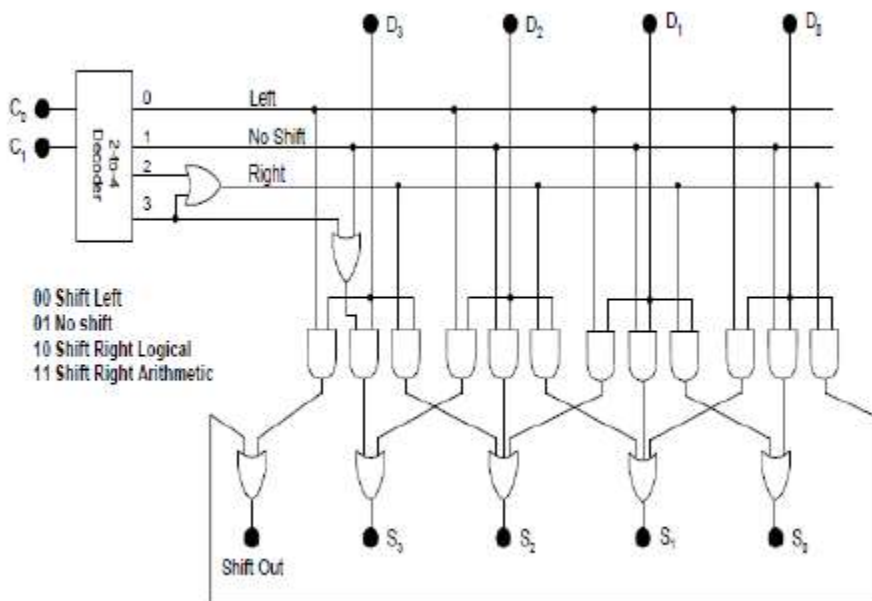 D₃ D₂ D₁ D₀
C₀
C₁
2-to-4
Decoder
0 Left
1 No Shift
2 Right
3
00 Shift Left
01 No shift
10 Shift Right Logical
11 Shift Right Arithmetic
S₃ S₂ S₁ S₀
Shift Out